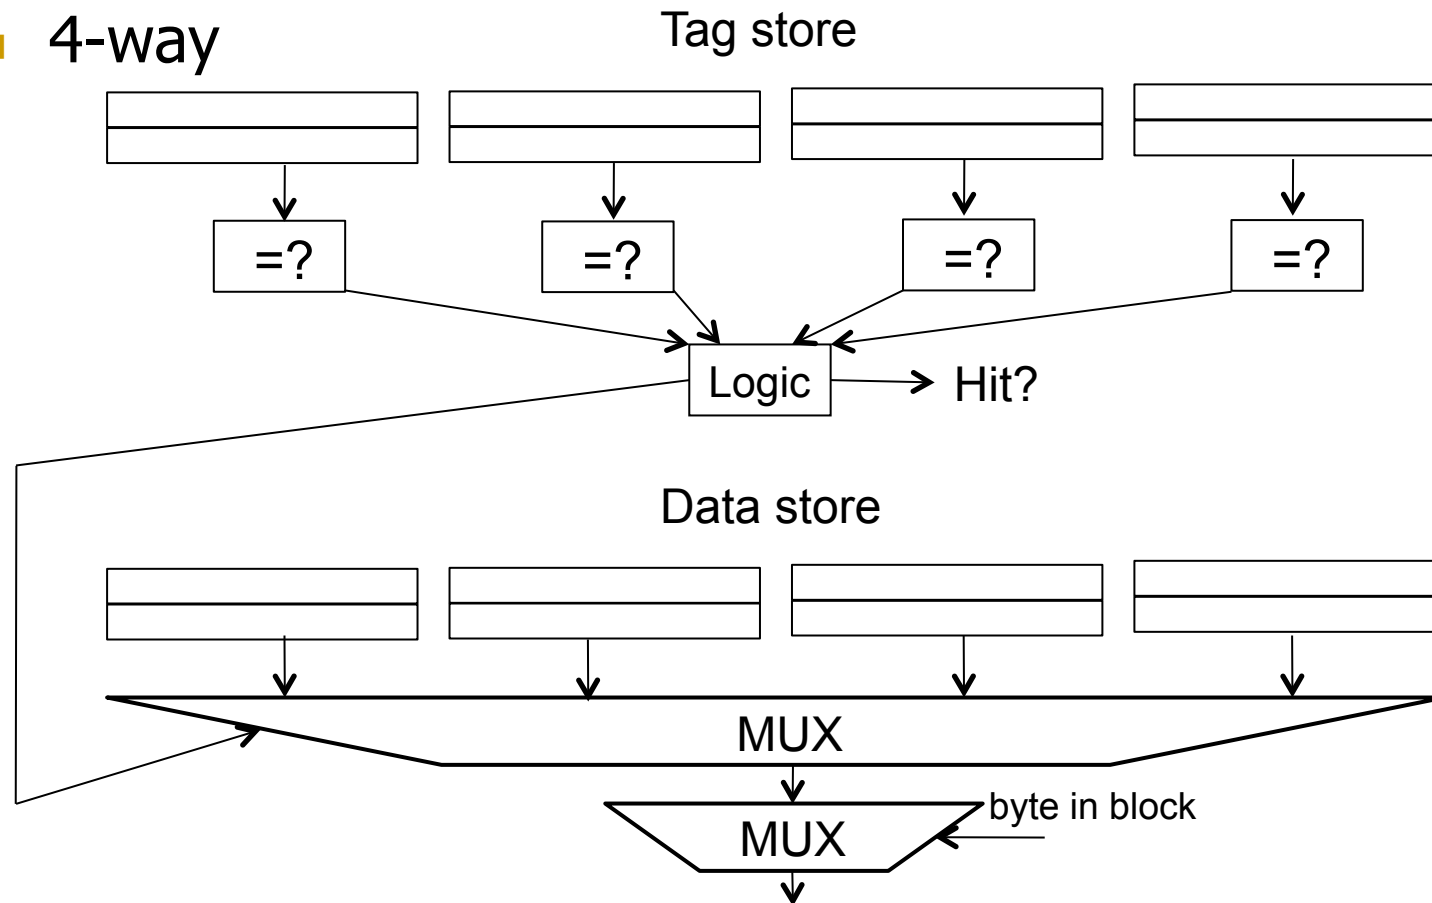 4-way
Tag store
=?
=?
=?
=?
Logic
Hit?
Data store
MUX
byte in block
MUX